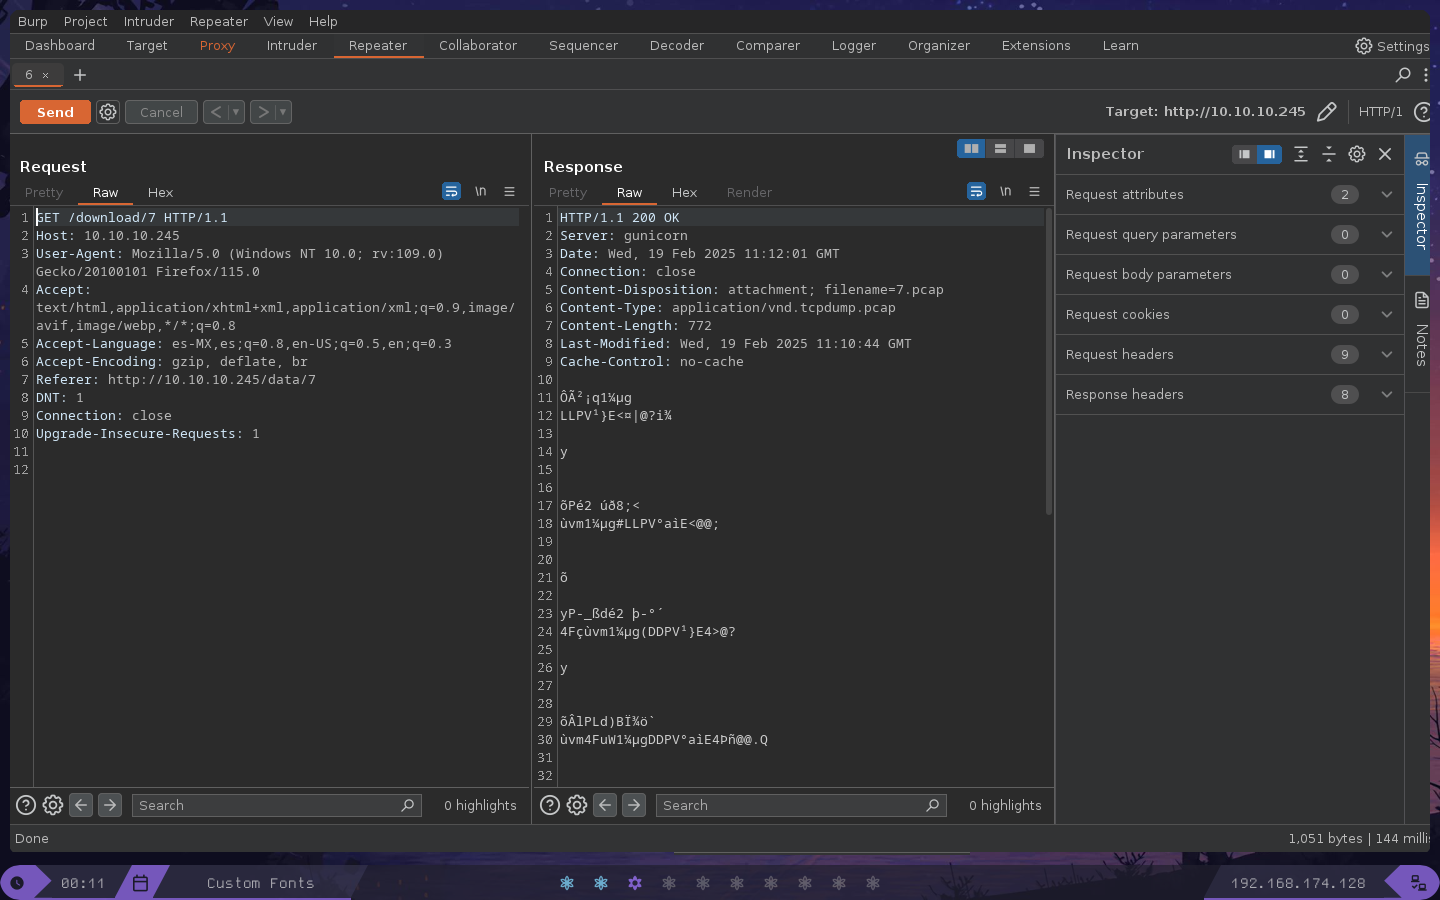 Burp Project Intruder Repeater View Help
Dashboard Target Proxy Intruder Repeater Collaborator Sequencer Decoder Comparer Logger Organizer Extensions Learn Settings
6 × +
Send Cancel < > Target: http://10.10.10.245 HTTP/1 ?
Request
Pretty Raw Hex \n
1 GET /download/7 HTTP/1.1
2 Host: 10.10.10.245
3 User-Agent: Mozilla/5.0 (Windows NT 10.0; rv:109.0)
Gecko/20100101 Firefox/115.0
4 Accept:
text/html,application/xhtml+xml,application/xml;q=0.9,image/
avif,image/webp,*/*;q=0.8
5 Accept-Language: es-MX,es;q=0.8,en-US;q=0.5,en;q=0.3
6 Accept-Encoding: gzip, deflate, br
7 Referer: http://10.10.10.245/data/7
8 DNT: 1
9 Connection: close
10 Upgrade-Insecure-Requests: 1
11
12
? Search 0 highlights
Response
Pretty Raw Hex Render \n
1 HTTP/1.1 200 OK
2 Server: gunicorn
3 Date: Wed, 19 Feb 2025 11:12:01 GMT
4 Connection: close
5 Content-Disposition: attachment; filename=7.pcap
6 Content-Type: application/vnd.tcpdump.pcap
7 Content-Length: 772
8 Last-Modified: Wed, 19 Feb 2025 11:10:44 GMT
9 Cache-Control: no-cache
10
11 ÔÃ²¡q1¼µg
12 LLPV¹}E<¤|@?i¾
13
14 y
15
16
17 õPé2 úð8;<
18 ùvm1¼µg#LLPVºaìE<@@;
19
20
21 õ
22
23 yP-_ßdé2 þ-°´
24 4Fçùvm1¼µg(DDPV¹}E4>@?
25
26 y
27
28
29 õÂlPLd)BÏ¾ö`
30 ùvm4FuW1¼µgDDPVºaìE4Þñ@@.Q
31
32
? Search 0 highlights
Inspector
Request attributes 2
Request query parameters 0
Request body parameters 0
Request cookies 0
Request headers 9
Response headers 8
Inspector
Notes
Done 1,051 bytes | 144 milli
00:11 Custom Fonts 192.168.174.128